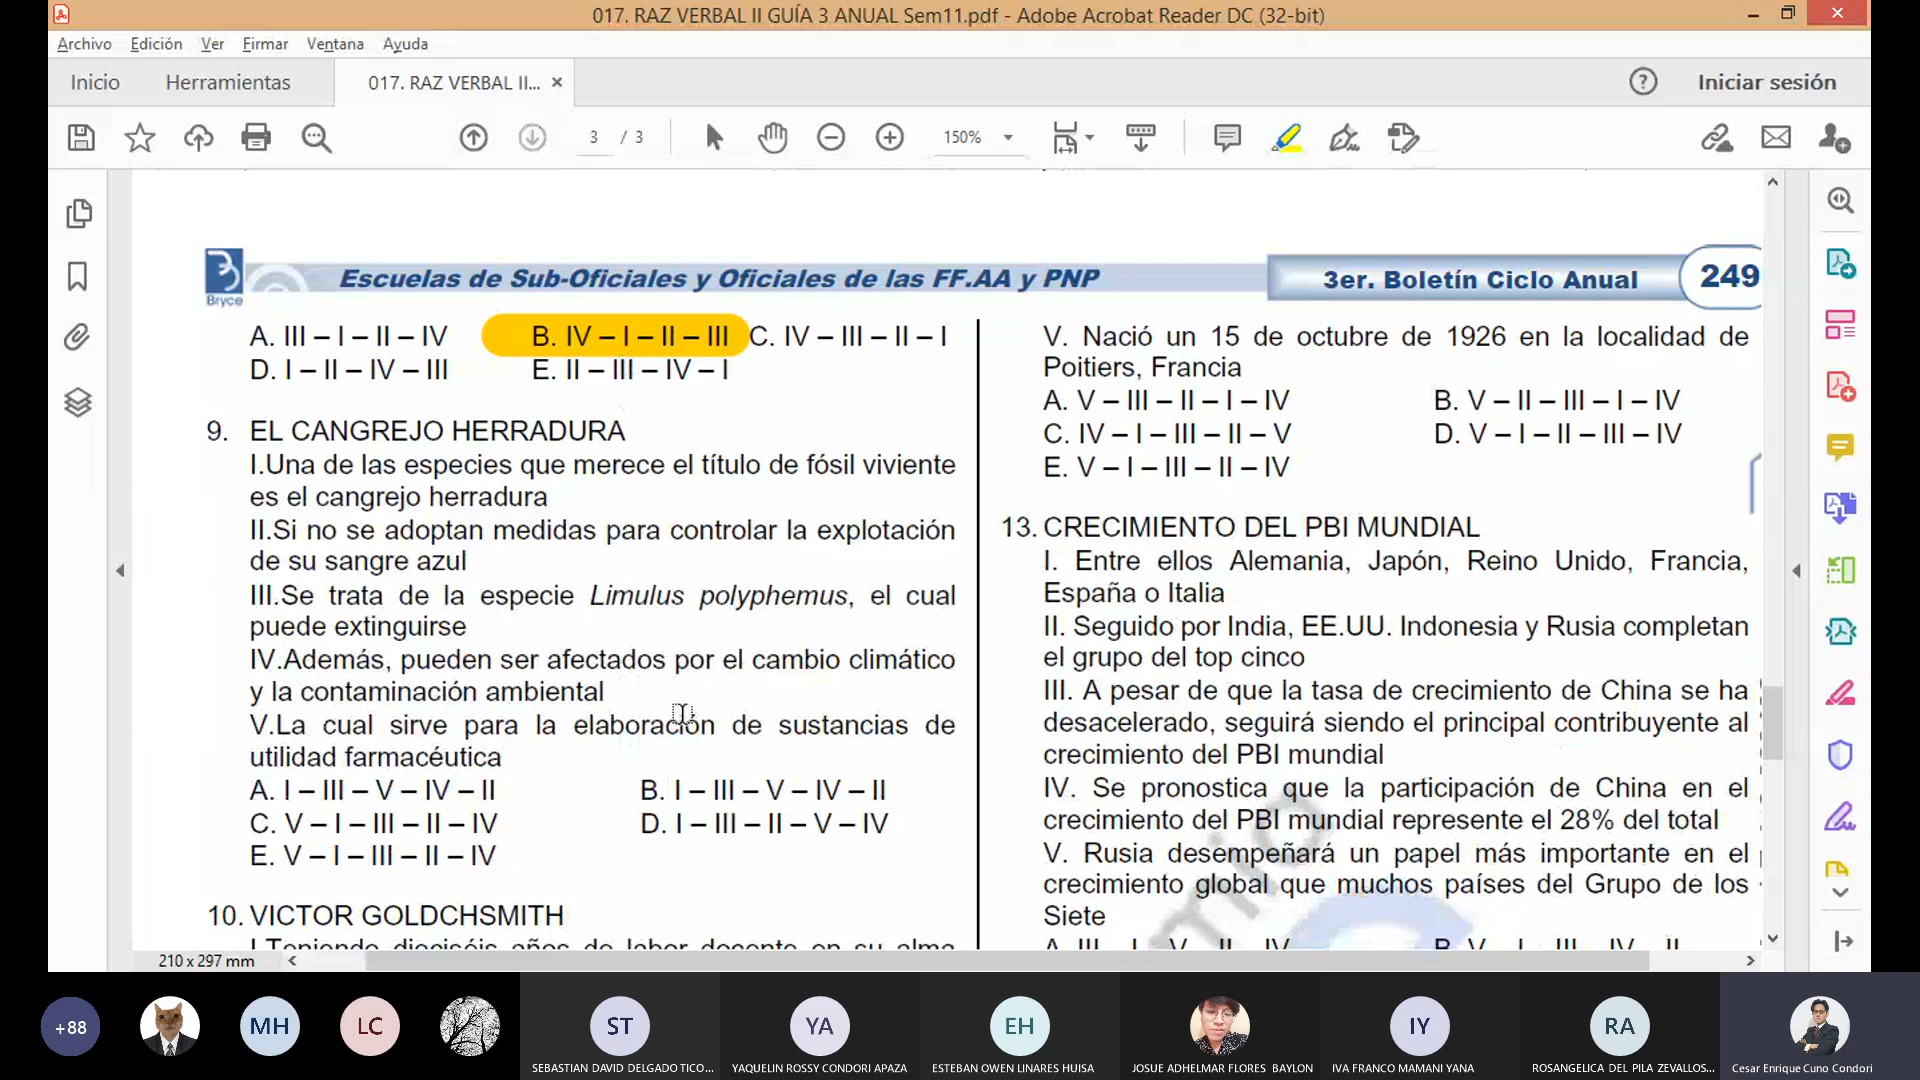 017. RAZ VERBAL II GUÍA 3 ANUAL Sem11.pdf - Adobe Acrobat Reader DC (32-bit)
Archivo Edición Ver Firmar Ventana Ayuda
Inicio Herramientas 017. RAZ VERBAL II... × Iniciar sesión
3 / 3 150%
Bryce
Escuelas de Sub-Oficiales y Oficiales de las FF.AA y PNP
3er. Boletín Ciclo Anual 249
A. III – I – II – IV B. IV – I – II – III C. IV – III – II – I
D. I – II – IV – III E. II – III – IV – I
9. EL CANGREJO HERRADURA
I.Una de las especies que merece el título de fósil viviente
es el cangrejo herradura
II.Si no se adoptan medidas para controlar la explotación
de su sangre azul
III.Se trata de la especie Limulus polyphemus, el cual
puede extinguirse
IV.Además, pueden ser afectados por el cambio climático
y la contaminación ambiental
V.La cual sirve para la elaboración de sustancias de
utilidad farmacéutica
A. I – III – V – IV – II B. I – III – V – IV – II
C. V – I – III – II – IV D. I – III – II – V – IV
E. V – I – III – II – IV
10. VICTOR GOLDCHSMITH
I.Teniendo dieciséis años de labor docente en su alma
V. Nació un 15 de octubre de 1926 en la localidad de
Poitiers, Francia
A. V – III – II – I – IV B. V – II – III – I – IV
C. IV – I – III – II – V D. V – I – II – III – IV
E. V – I – III – II – IV
13. CRECIMIENTO DEL PBI MUNDIAL
I. Entre ellos Alemania, Japón, Reino Unido, Francia,
España o Italia
II. Seguido por India, EE.UU. Indonesia y Rusia completan
el grupo del top cinco
III. A pesar de que la tasa de crecimiento de China se ha
desacelerado, seguirá siendo el principal contribuyente al
crecimiento del PBI mundial
IV. Se pronostica que la participación de China en el
crecimiento del PBI mundial represente el 28% del total
V. Rusia desempeñará un papel más importante en el
crecimiento global que muchos países del Grupo de los
Siete
A. III – I – V – II – IV B. V – I – III – IV – II
210 x 297 mm
+88 MH LC ST YA EH IY RA
SEBASTIAN DAVID DELGADO TICO... YAQUELIN ROSSY CONDORI APAZA ESTEBAN OWEN LINARES HUISA JOSUE ADHELMAR FLORES BAYLON IVA FRANCO MAMANI YANA ROSANGELICA DEL PILA ZEVALLOS... Cesar Enrique Cuno Condori